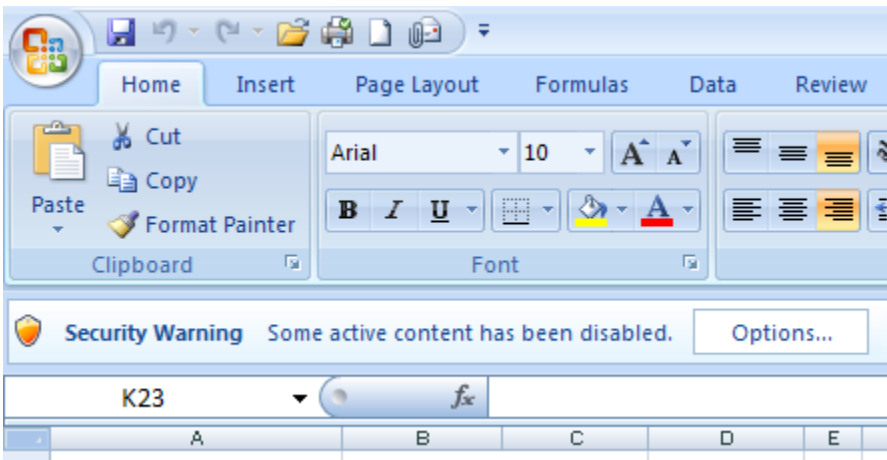 Home Insert Page Layout Formulas Data Review
Cut
Copy
Paste
Format Painter
Clipboard
Arial 10 A A
B I U A
Font
Security Warning Some active content has been disabled. Options...
K23 fx
A B C D E